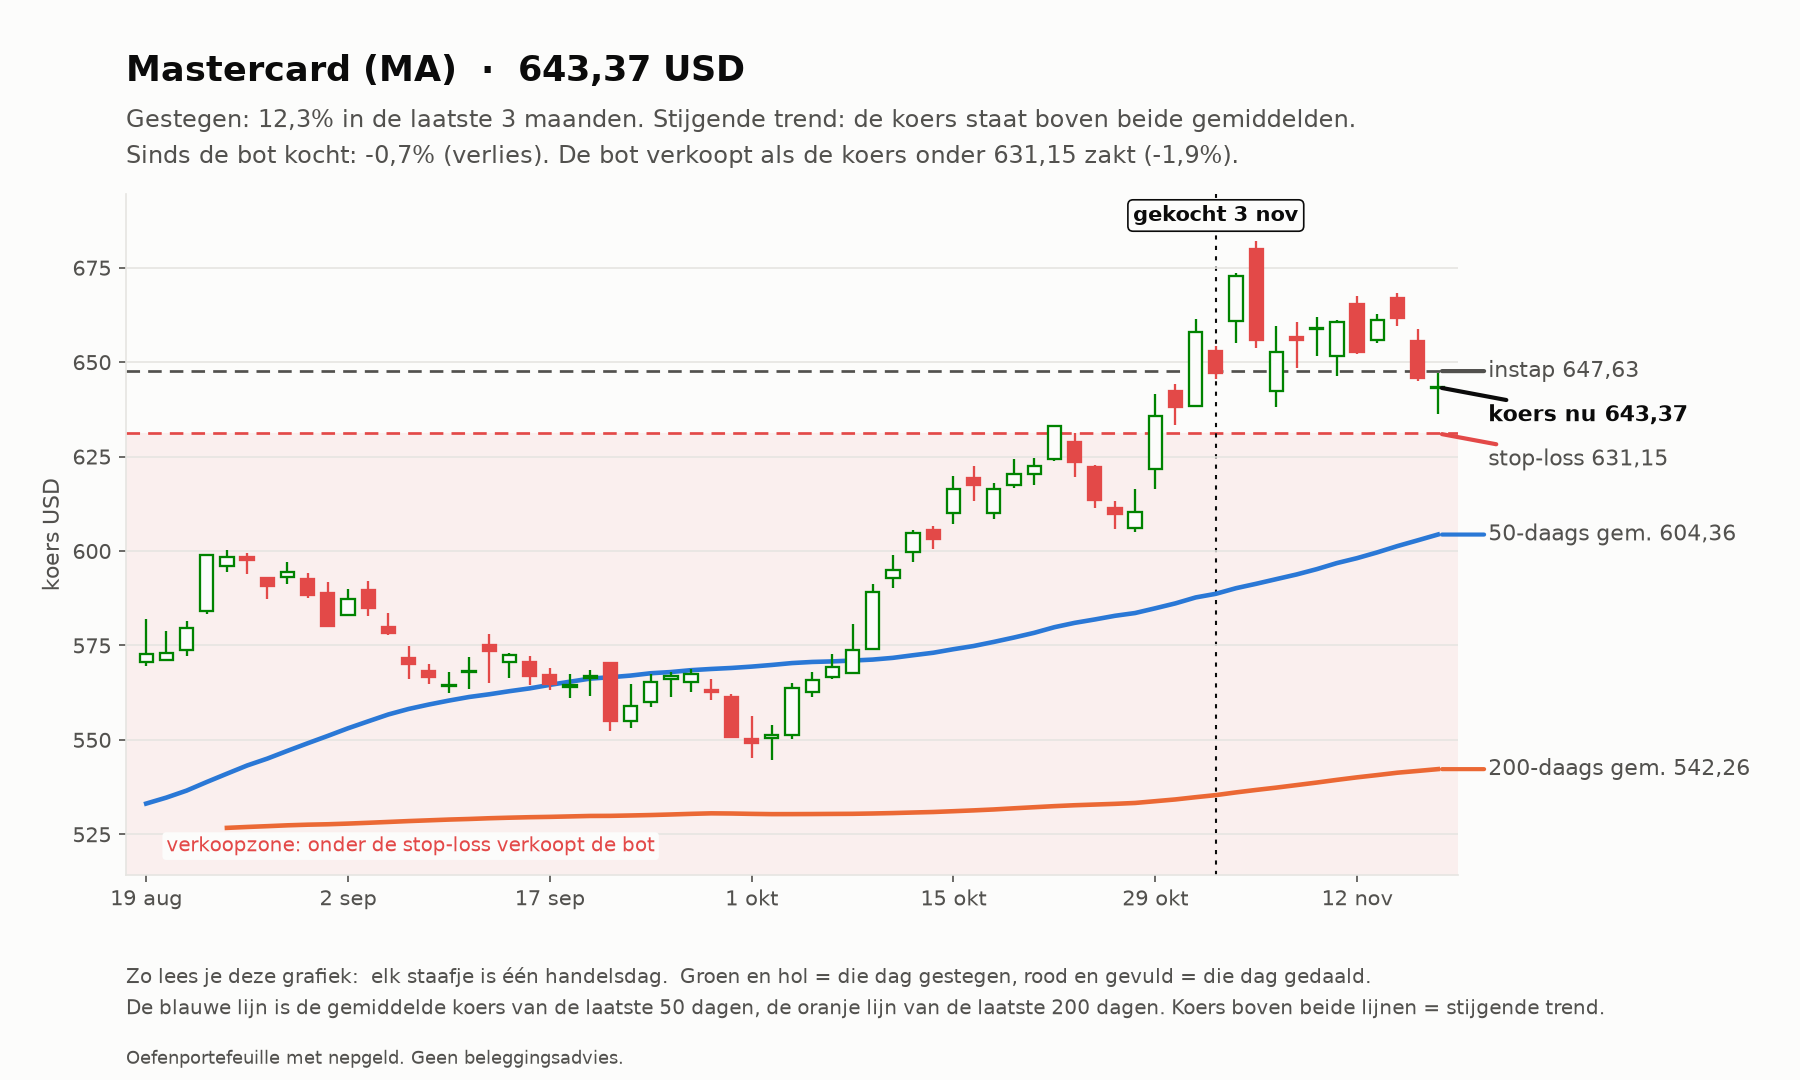 Mastercard (MA) · 643,37 USD
Gestegen: 12,3% in de laatste 3 maanden. Stijgende trend: de koers staat boven beide gemiddelden.
Sinds de bot kocht: -0,7% (verlies). De bot verkoopt als de koers onder 631,15 zakt (-1,9%).
gekocht 3 nov
675
650
625
600
575
550
525
koers USD
instap 647,63
koers nu 643,37
stop-loss 631,15
50-daags gem. 604,36
200-daags gem. 542,26
verkoopzone: onder de stop-loss verkoopt de bot
19 aug
2 sep
17 sep
1 okt
15 okt
29 okt
12 nov
Zo lees je deze grafiek:  elk staafje is één handelsdag.  Groen en hol = die dag gestegen, rood en gevuld = die dag gedaald.
De blauwe lijn is de gemiddelde koers van de laatste 50 dagen, de oranje lijn van de laatste 200 dagen. Koers boven beide lijnen = stijgende trend.
Oefenportefeuille met nepgeld. Geen beleggingsadvies.